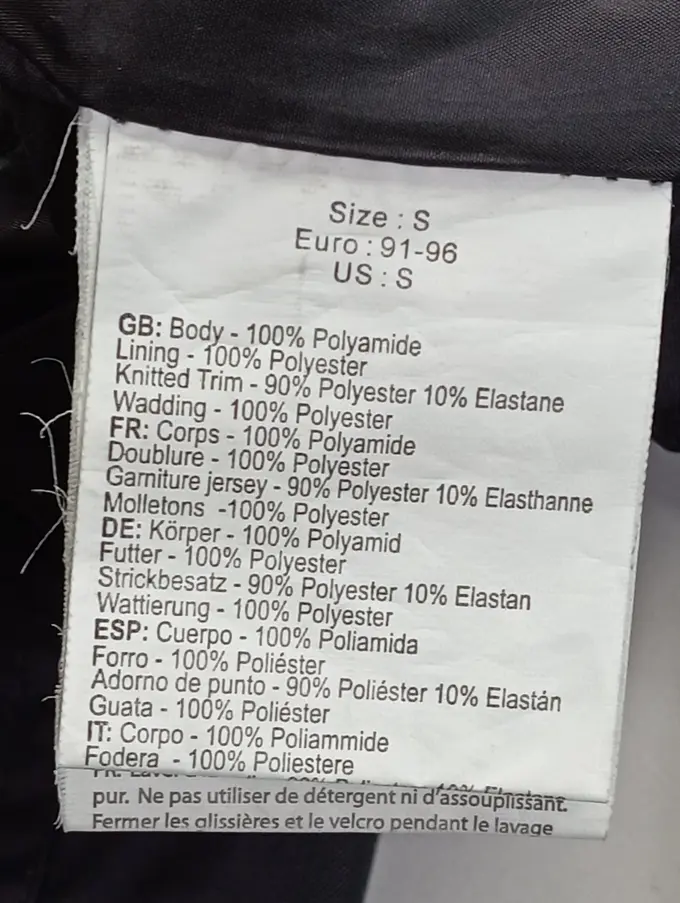 Size : S
Euro : 91-96
US : S
GB: Body - 100% Polyamide
Lining - 100% Polyester
Knitted Trim - 90% Polyester 10% Elastane
Wadding - 100% Polyester
FR: Corps - 100% Polyamide
Doublure - 100% Polyester
Garniture jersey - 90% Polyester 10% Elasthanne
Molletons -100% Polyester
DE: Körper - 100% Polyamid
Futter - 100% Polyester
Strickbesatz - 90% Polyester 10% Elastan
Wattierung - 100% Polyester
ESP: Cuerpo - 100% Poliamida
Forro - 100% Poliéster
Adorno de punto - 90% Poliéster 10% Elastán
Guata - 100% Poliéster
IT: Corpo - 100% Poliammide
Fodera - 100% Poliestere
pur. Ne pas utiliser de détergent ni d'assouplissant.
Fermer les glissières et le velcro pendant le lavage